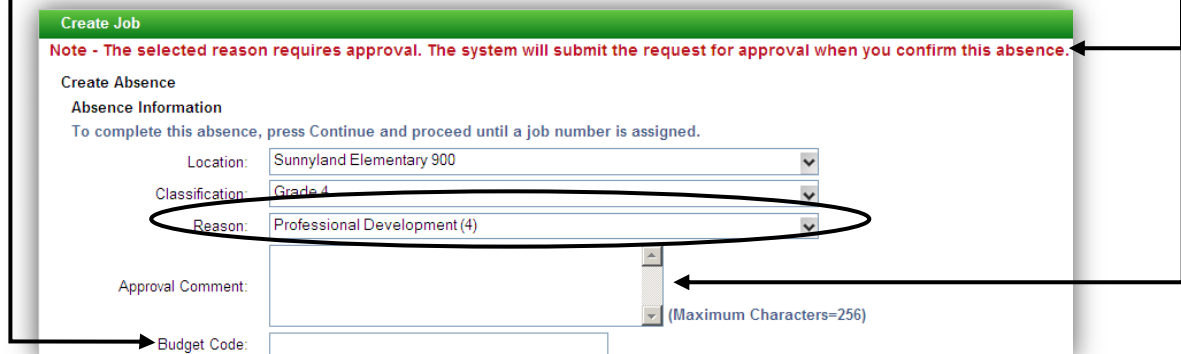 Create Job
Note - The selected reason requires approval. The system will submit the request for approval when you confirm this absence.
Create Absence
Absence Information
To complete this absence, press Continue and proceed until a job number is assigned.
Location: Sunnyland Elementary 900
Classification: Grade 4
Reason: Professional Development (4)
Approval Comment:
(Maximum Characters=256)
Budget Code: